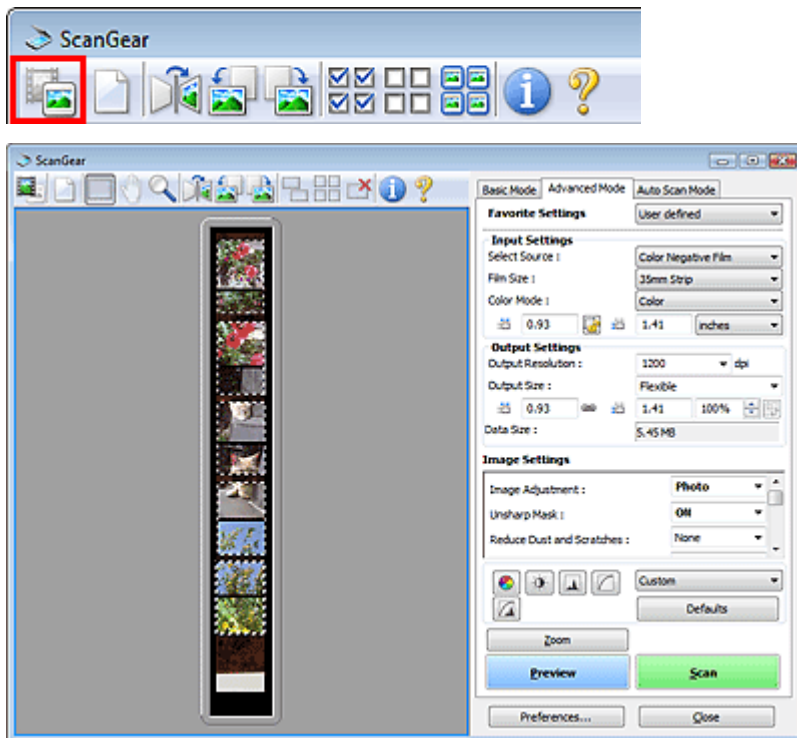 ScanGear
ScanGear
Basic Mode Advanced Mode Auto Scan Mode
Favorite Settings User defined
Input Settings
Select Source : Color Negative Film
Film Size : 35mm Strip
Color Mode : Color
0.93 1.41 inches
Output Settings
Output Resolution : 1200 dpi
Output Size : Flexible
0.93 1.41 100%
Data Size : 5.45 MB
Image Settings
Image Adjustment : Photo
Unsharp Mask : ON
Reduce Dust and Scratches : None
Custom
Defaults
Zoom
Preview Scan
Preferences... Close